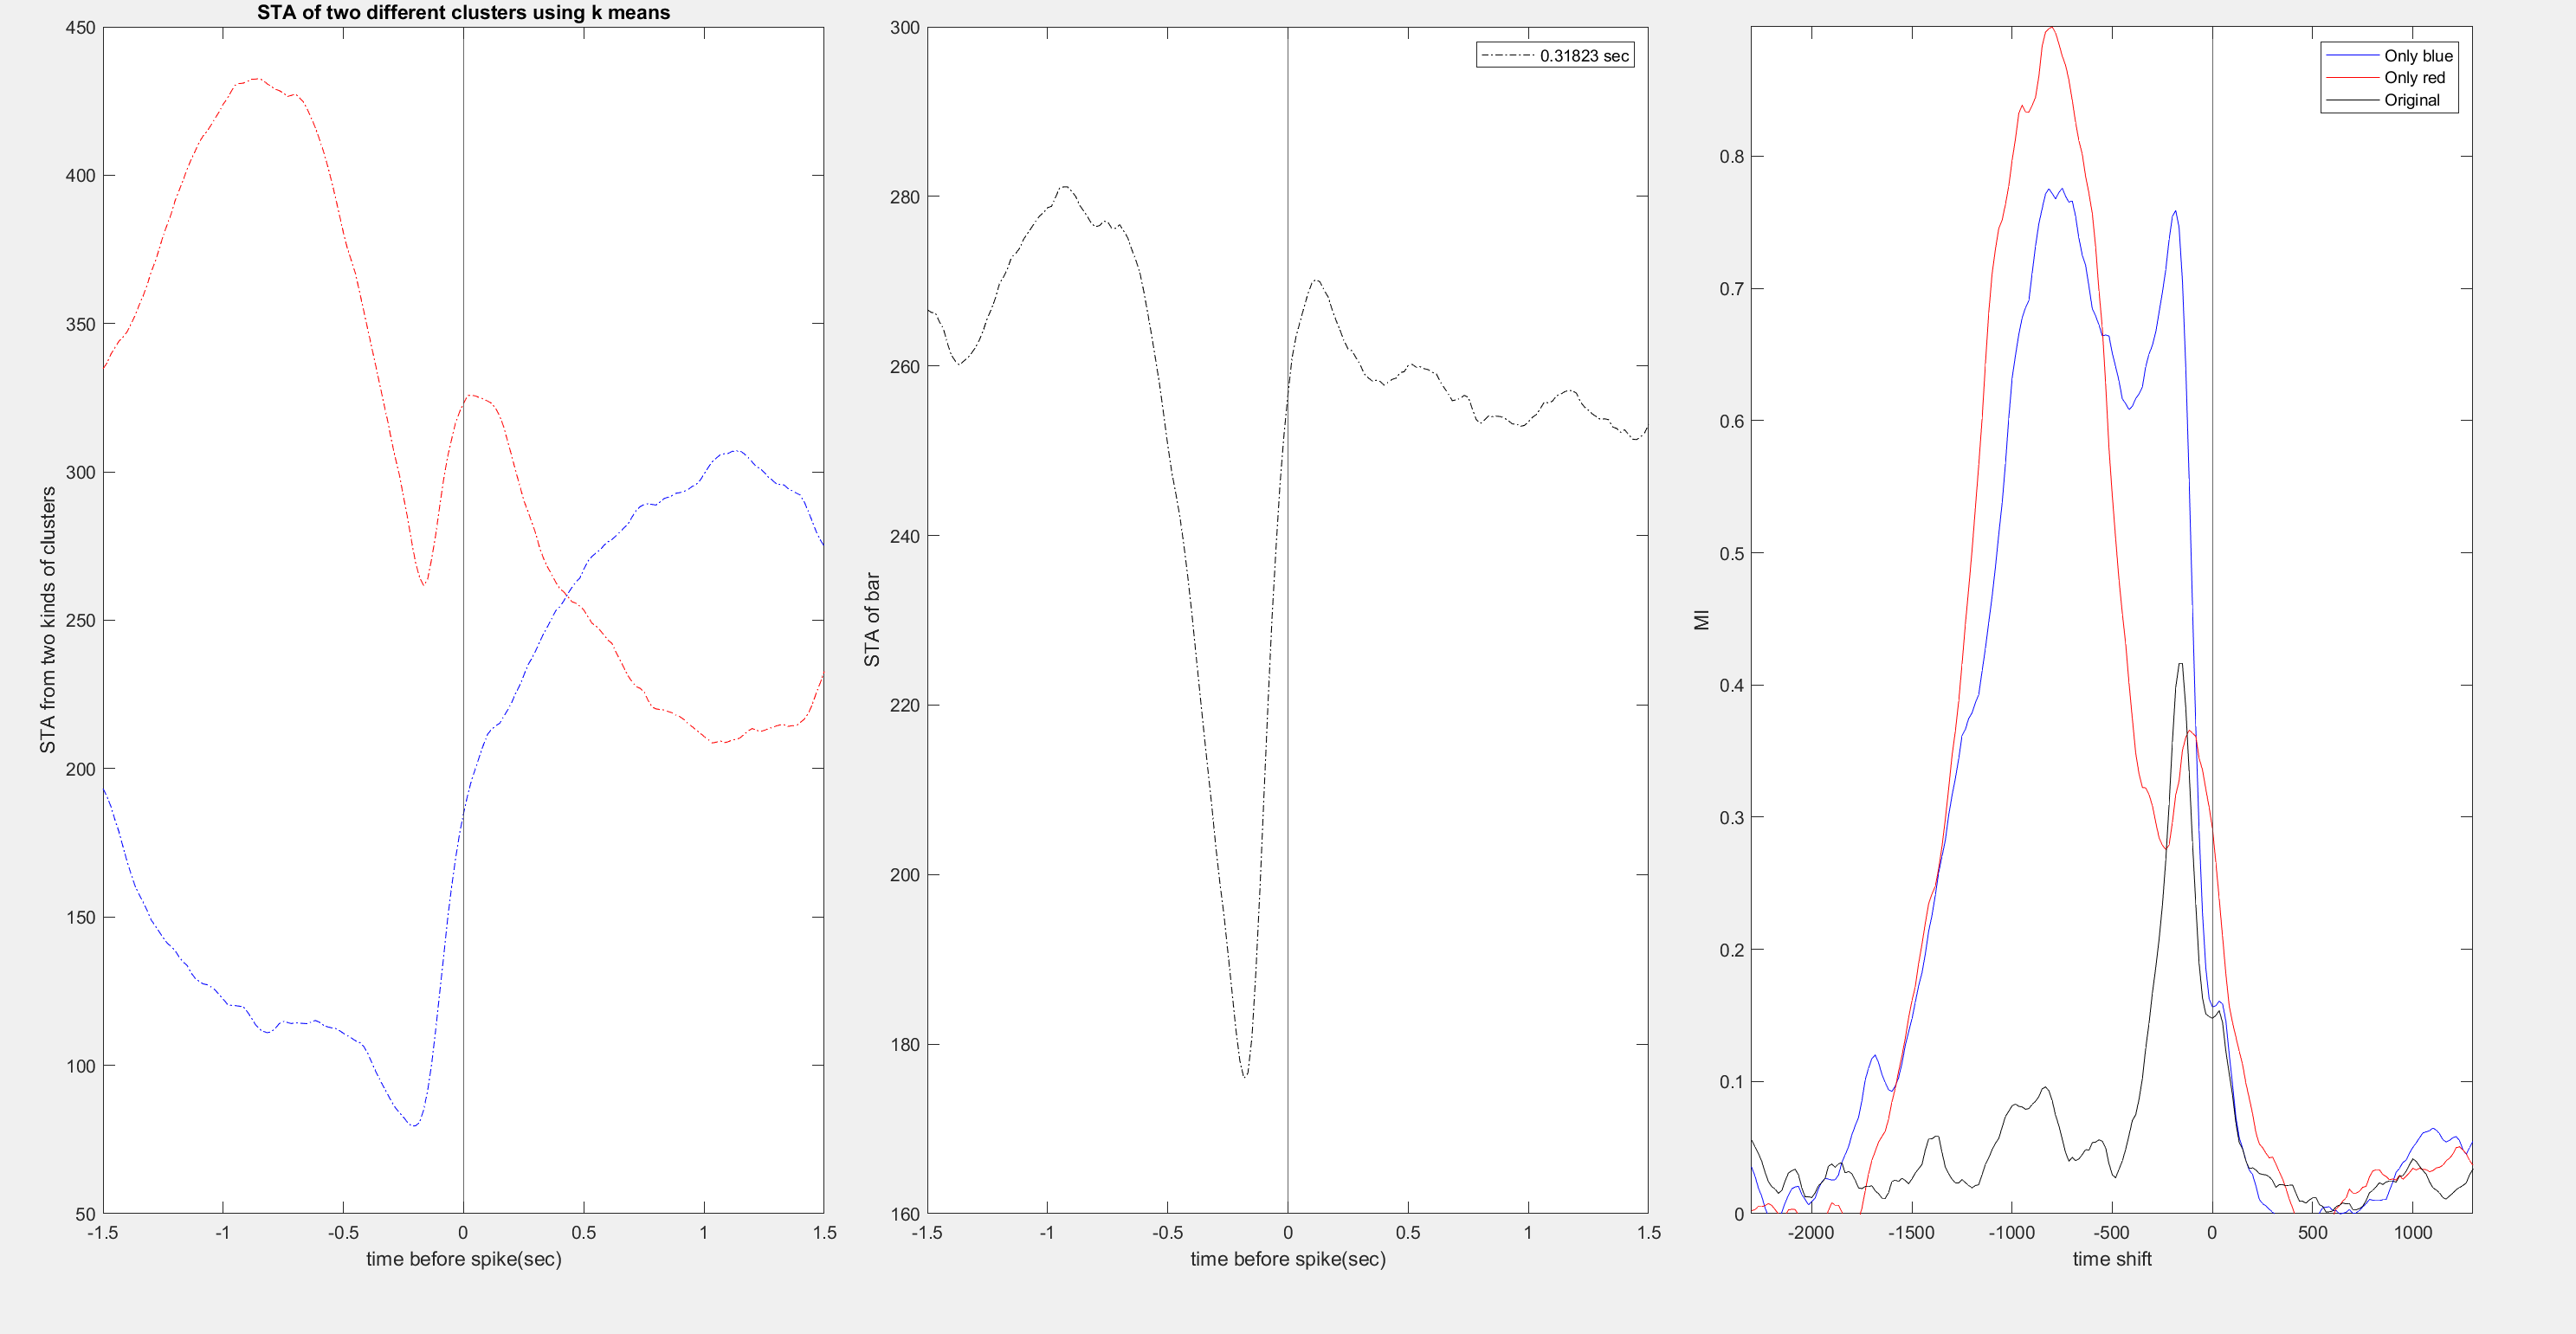 STA of two different clusters using k means
450
400
350
300
250
200
150
100
50
-1.5 -1 -0.5 0 0.5 1 1.5
time before spike(sec)
STA from two kinds of clusters
300
280
260
240
220
200
180
160
-1.5 -1 -0.5 0 0.5 1 1.5
time before spike(sec)
STA of bar
0.31823 sec
0.8
0.7
0.6
0.5
0.4
0.3
0.2
0.1
0
-2000 -1500 -1000 -500 0 500 1000
time shift
MI
Only blue
Only red
Original